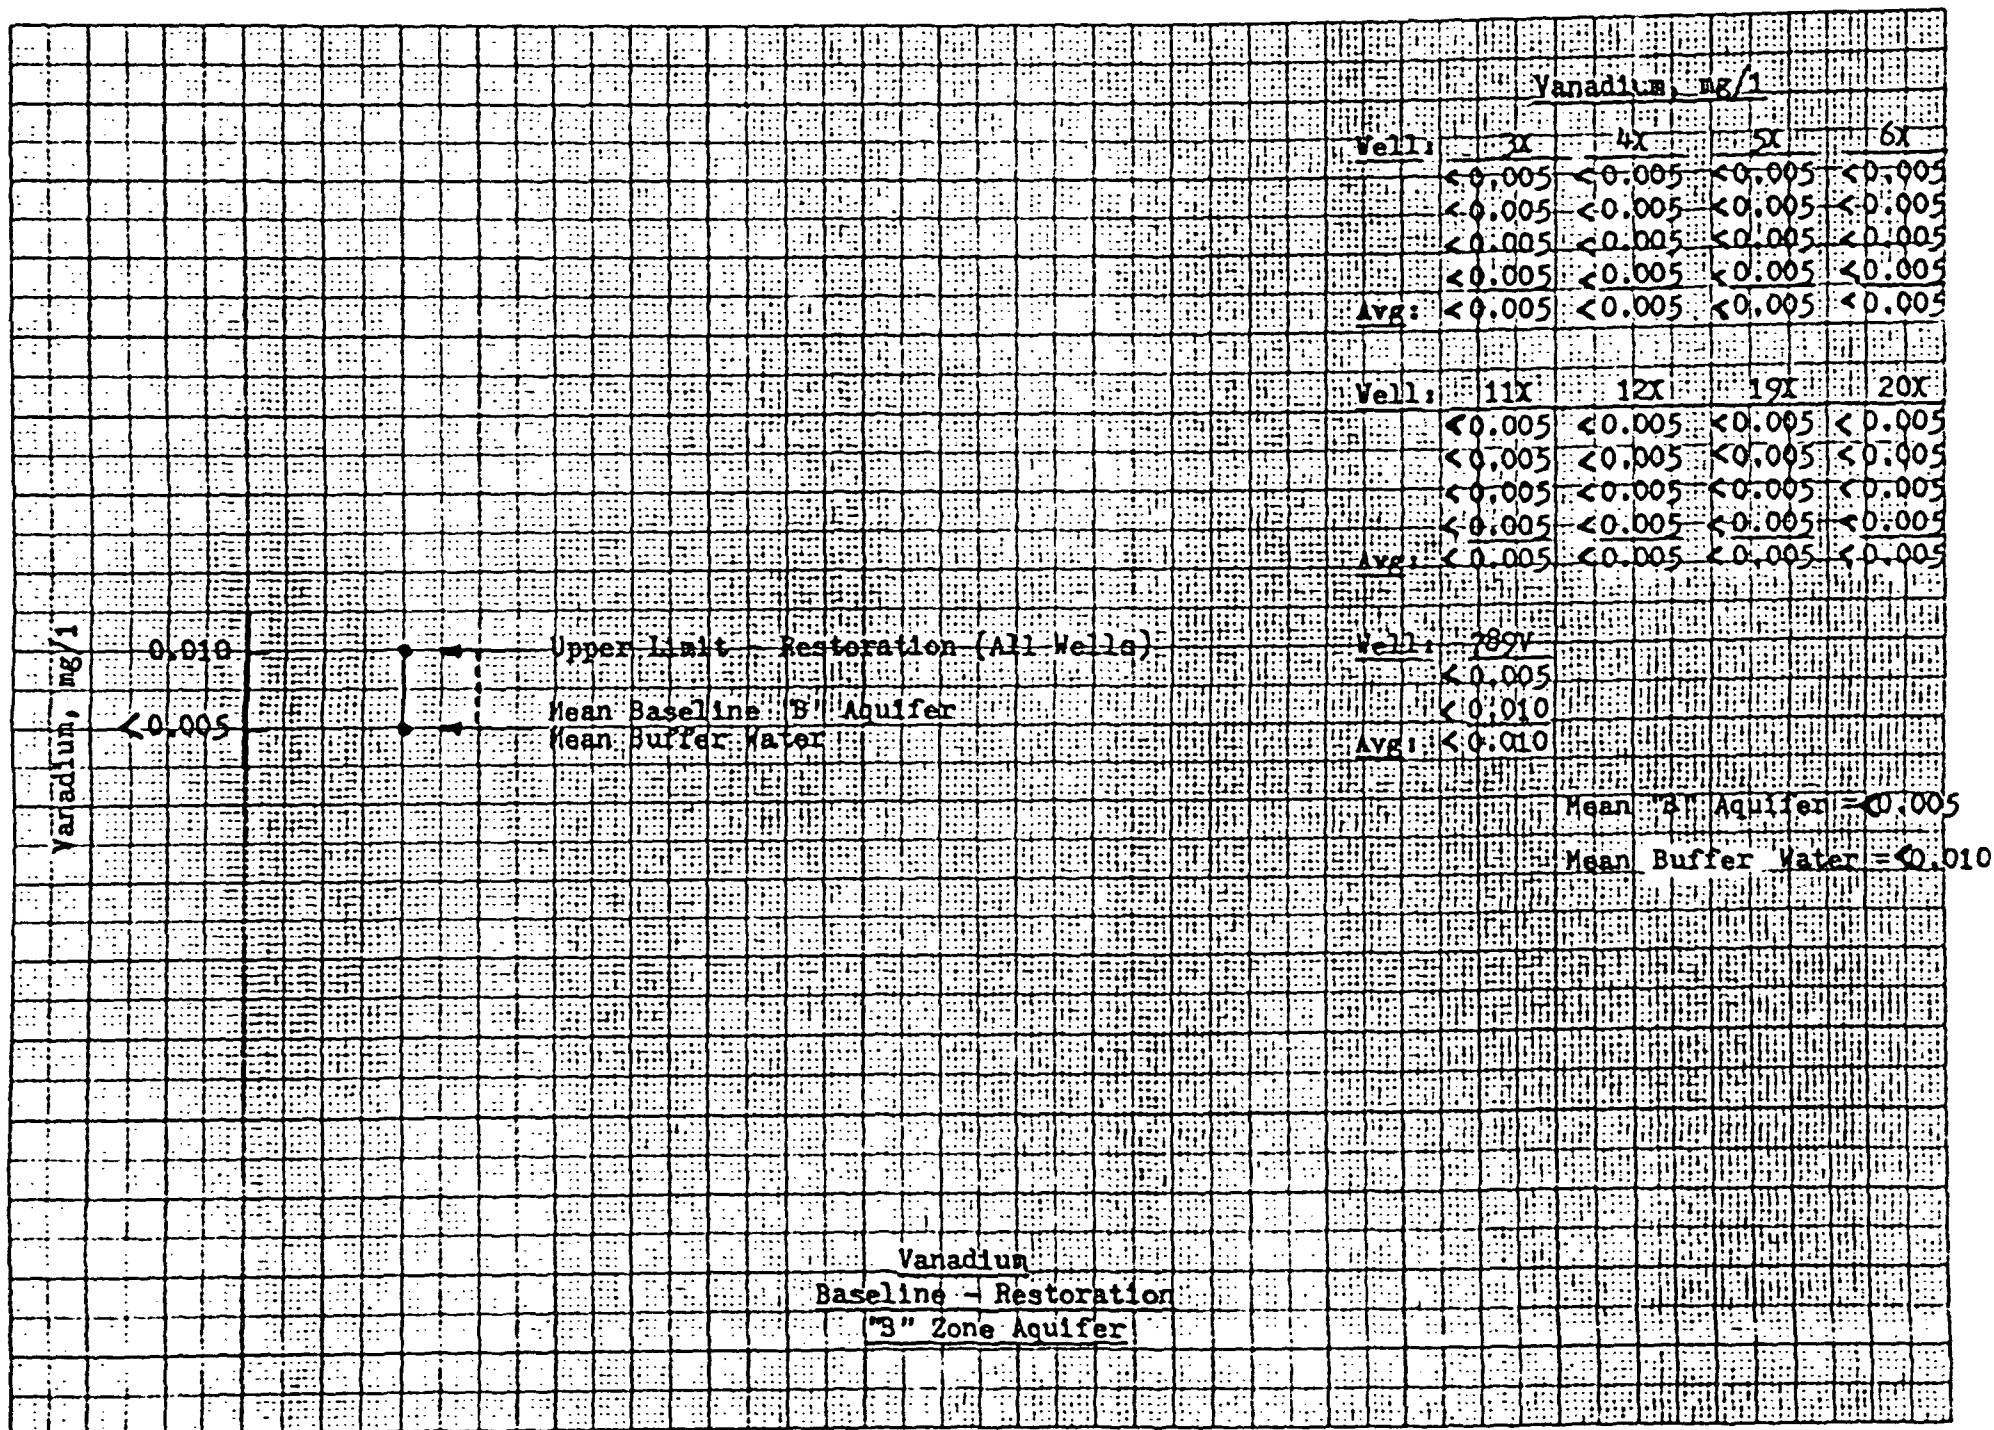 Vanadium, mg/l
Well: 3X 4X 5X 6X
<0.005 <0.005 <0.005 <0.005
<0.005 <0.005 <0.005 <0.005
<0.005 <0.005 <0.005 <0.005
<0.005 <0.005 <0.005 <0.005
Avg: <0.005 <0.005 <0.005 <0.005
Well: 11X 12X 19X 20X
<0.005 <0.005 <0.005 <0.005
<0.005 <0.005 <0.005 <0.005
<0.005 <0.005 <0.005 <0.005
<0.005 <0.005 <0.005 <0.005
Avg: <0.005 <0.005 <0.005 <0.005
Vanadium, mg/l
0.010
Upper Limit - Restoration (All Wells)
<0.005
Mean Baseline "B" Aquifer
Mean Buffer Water
Well: 789V
<0.005
<0.010
Avg: <0.010
Mean "B" Aquifer =<0.005
Mean Buffer Water =<0.010
Vanadium
Baseline - Restoration
"B" Zone Aquifer